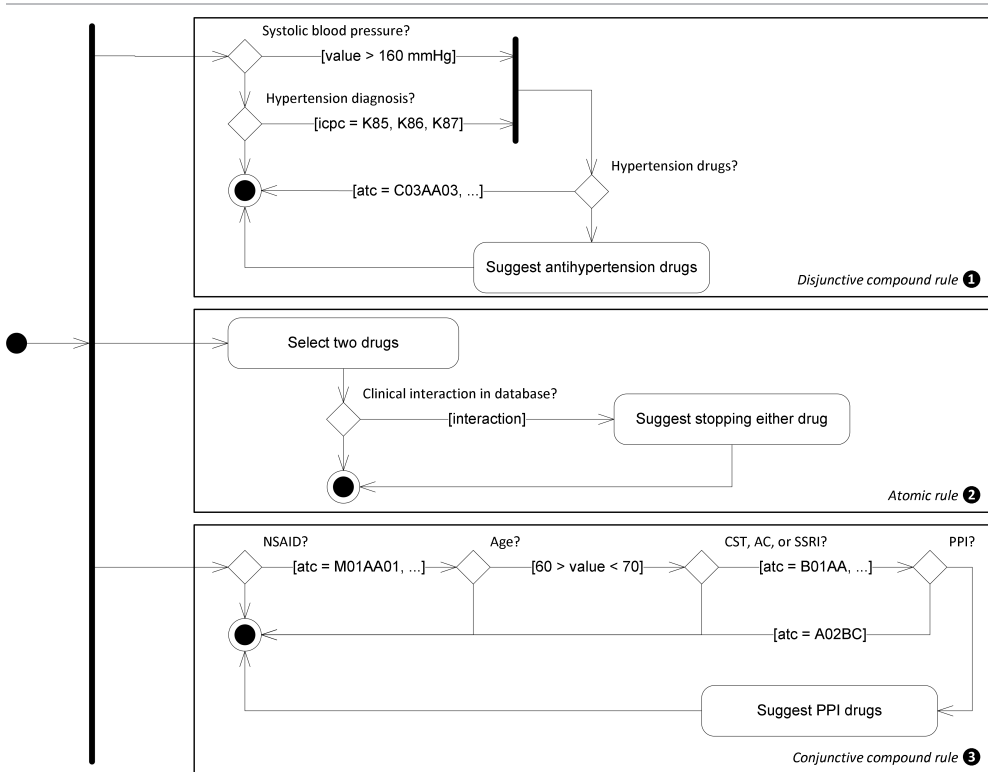 Systolic blood pressure?
[value > 160 mmHg]
Hypertension diagnosis?
[icpc = K85, K86, K87]
Hypertension drugs?
[atc = C03AA03, ...]
Suggest antihypertension drugs
Disjunctive compound rule 1
Select two drugs
Clinical interaction in database?
[interaction]
Suggest stopping either drug
Atomic rule 2
NSAID?
Age?
CST, AC, or SSRI?
PPI?
[atc = M01AA01, ...]
[60 > value < 70]
[atc = B01AA, ...]
[atc = A02BC]
Suggest PPI drugs
Conjunctive compound rule 3